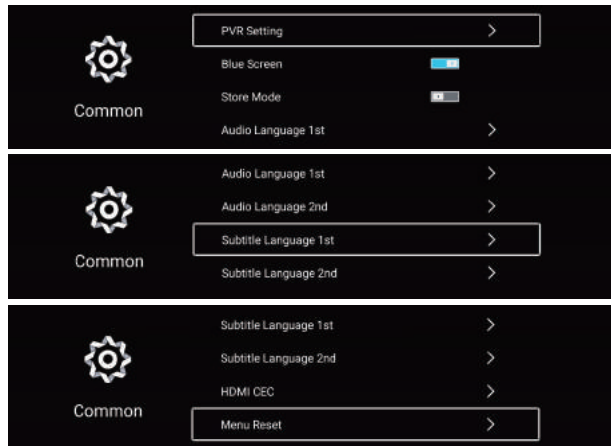 PVR Setting
Blue Screen
Store Mode
Common
Audio Language 1st
Audio Language 1st
Audio Language 2nd
Subtitle Language 1st
Common
Subtitle Language 2nd
Subtitle Language 1st
Subtitle Language 2nd
HDMI CEC
Common
Menu Reset